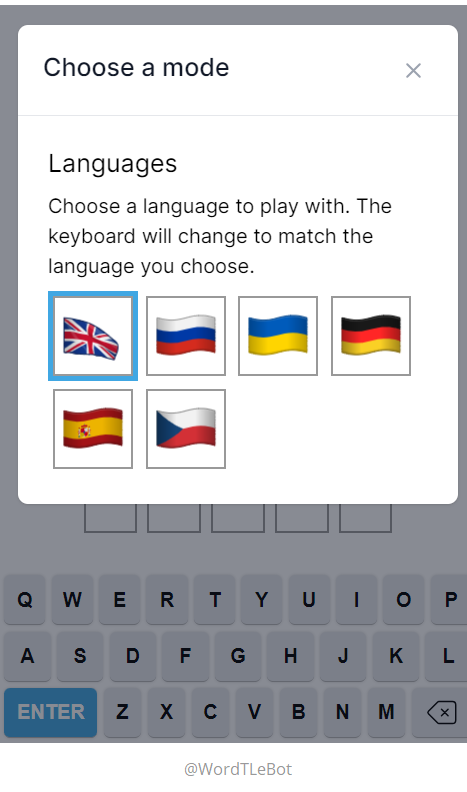 Choose a mode
Languages
Choose a language to play with. The
keyboard will change to match the
language you choose.
Q W E R T Y U I O P
A S D F G H J K L
ENTER Z X C V B N M
@WordTLeBot